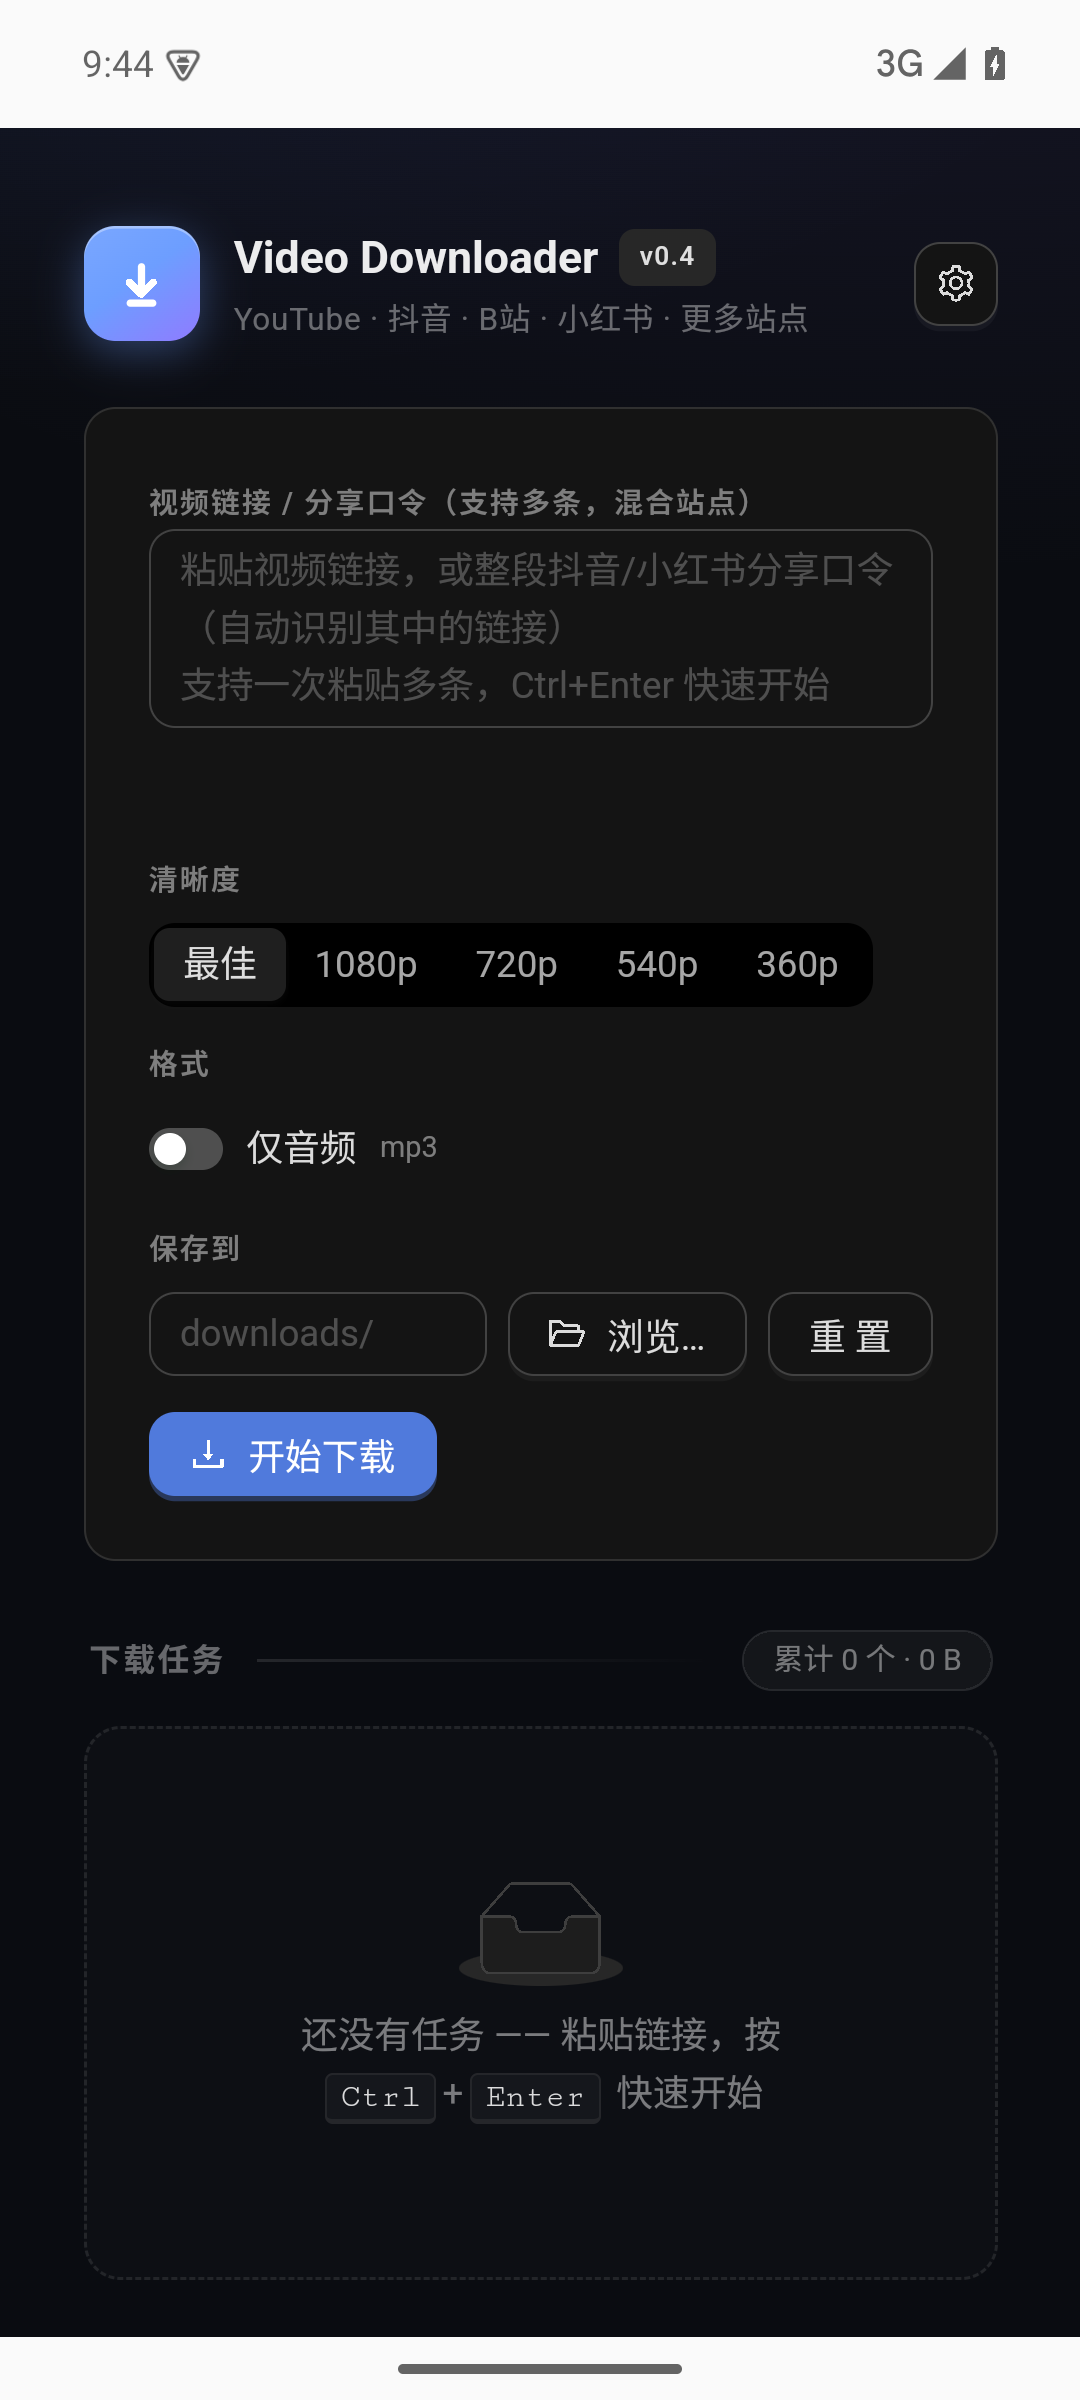 9:44
3G
Video Downloader v0.4
YouTube · 抖音 · B站 · 小红书 · 更多站点
视频链接 / 分享口令（支持多条，混合站点）
粘贴视频链接，或整段抖音/小红书分享口令
（自动识别其中的链接）
支持一次粘贴多条，Ctrl+Enter 快速开始
清晰度
最佳 1080p 720p 540p 360p
格式
仅音频 mp3
保存到
downloads/ 浏览... 重 置
开始下载
下载任务 累计 0 个 · 0 B
还没有任务 —— 粘贴链接，按
Ctrl + Enter 快速开始